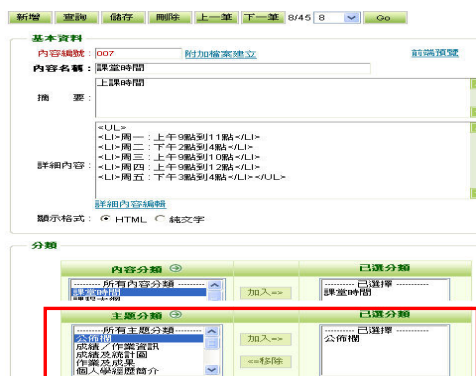 新增 查詢 儲存 刪除 上一筆 下一筆 8/45 8 Go
基本資料
內容編號： 007 附加檔案建立 前端預覽
內容名稱： 課堂時間
摘 要： 上課時間
詳細內容：
<UL>
<LI>周一：上午9點到11點</LI>
<LI>周二：下午2點到4點</LI>
<LI>周三：上午9點到10點</LI>
<LI>周四：上午9點到12點</LI>
<LI>周五：下午3點到4點</LI></UL>
詳細內容編輯
顯示格式： HTML 純文字
分類
內容分類 已選分類
--------- 所有內容分類 --------- ---------- 已選擇 ----------
課堂時間 加入=> 課堂時間
課程大綱
主題分類 已選分類
---------所有主題分類 --------- ---------- 已選擇 ----------
公佈欄 加入=> 公佈欄
成績／作業資訊
成績及統計圖 <=移除
作業及成果
個人學經歷簡介